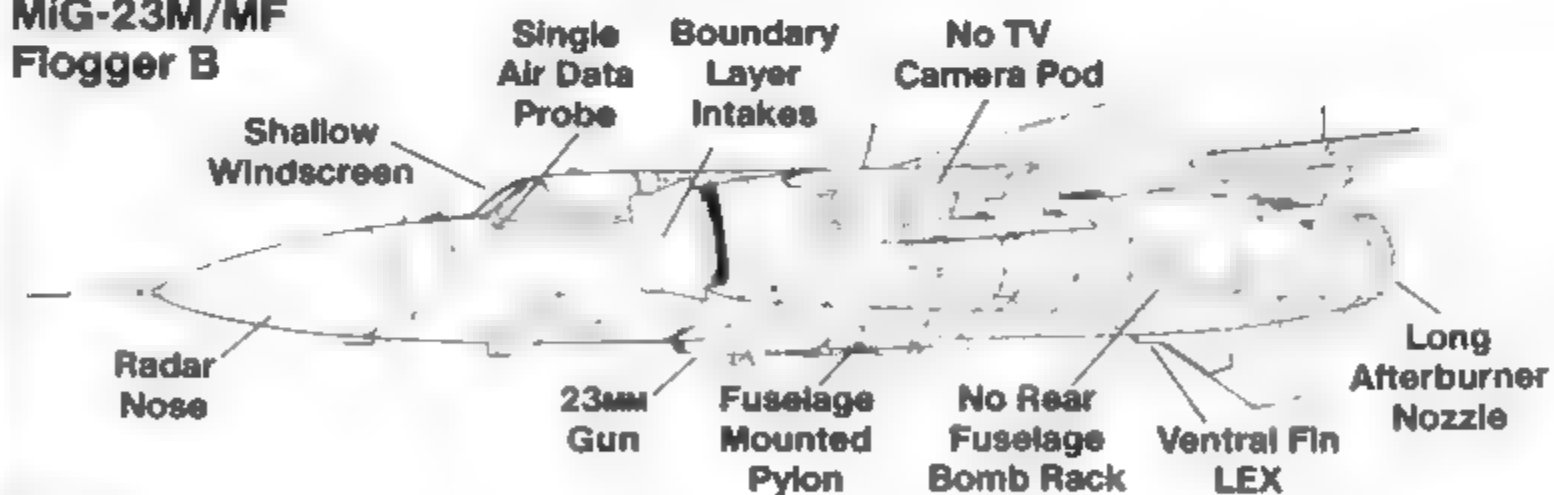 MiG-23M/MF
Flogger B
Single
Air Data
Probe
Boundary
Layer
Intakes
No TV
Camera Pod
Shallow
Windscreen
Radar
Nose
23MM
Gun
Fuselage
Mounted
Pylon
No Rear
Fuselage
Bomb Rack
Ventral Fin
LEX
Long
Afterburner
Nozzle